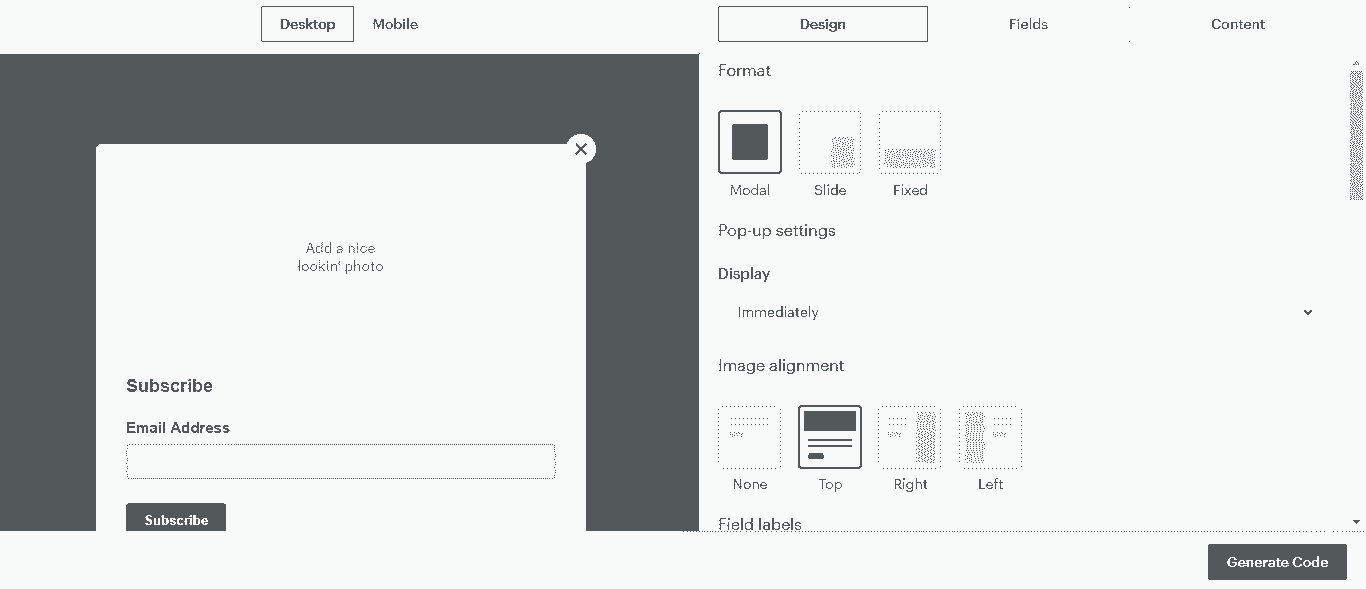 Desktop Mobile
Design Fields Content
Add a nice
lookin' photo
Subscribe
Email Address
Subscribe
Format
Modal Slide Fixed
Pop-up settings
Display
Immediately
Image alignment
None Top Right Left
Field labels
Generate Code